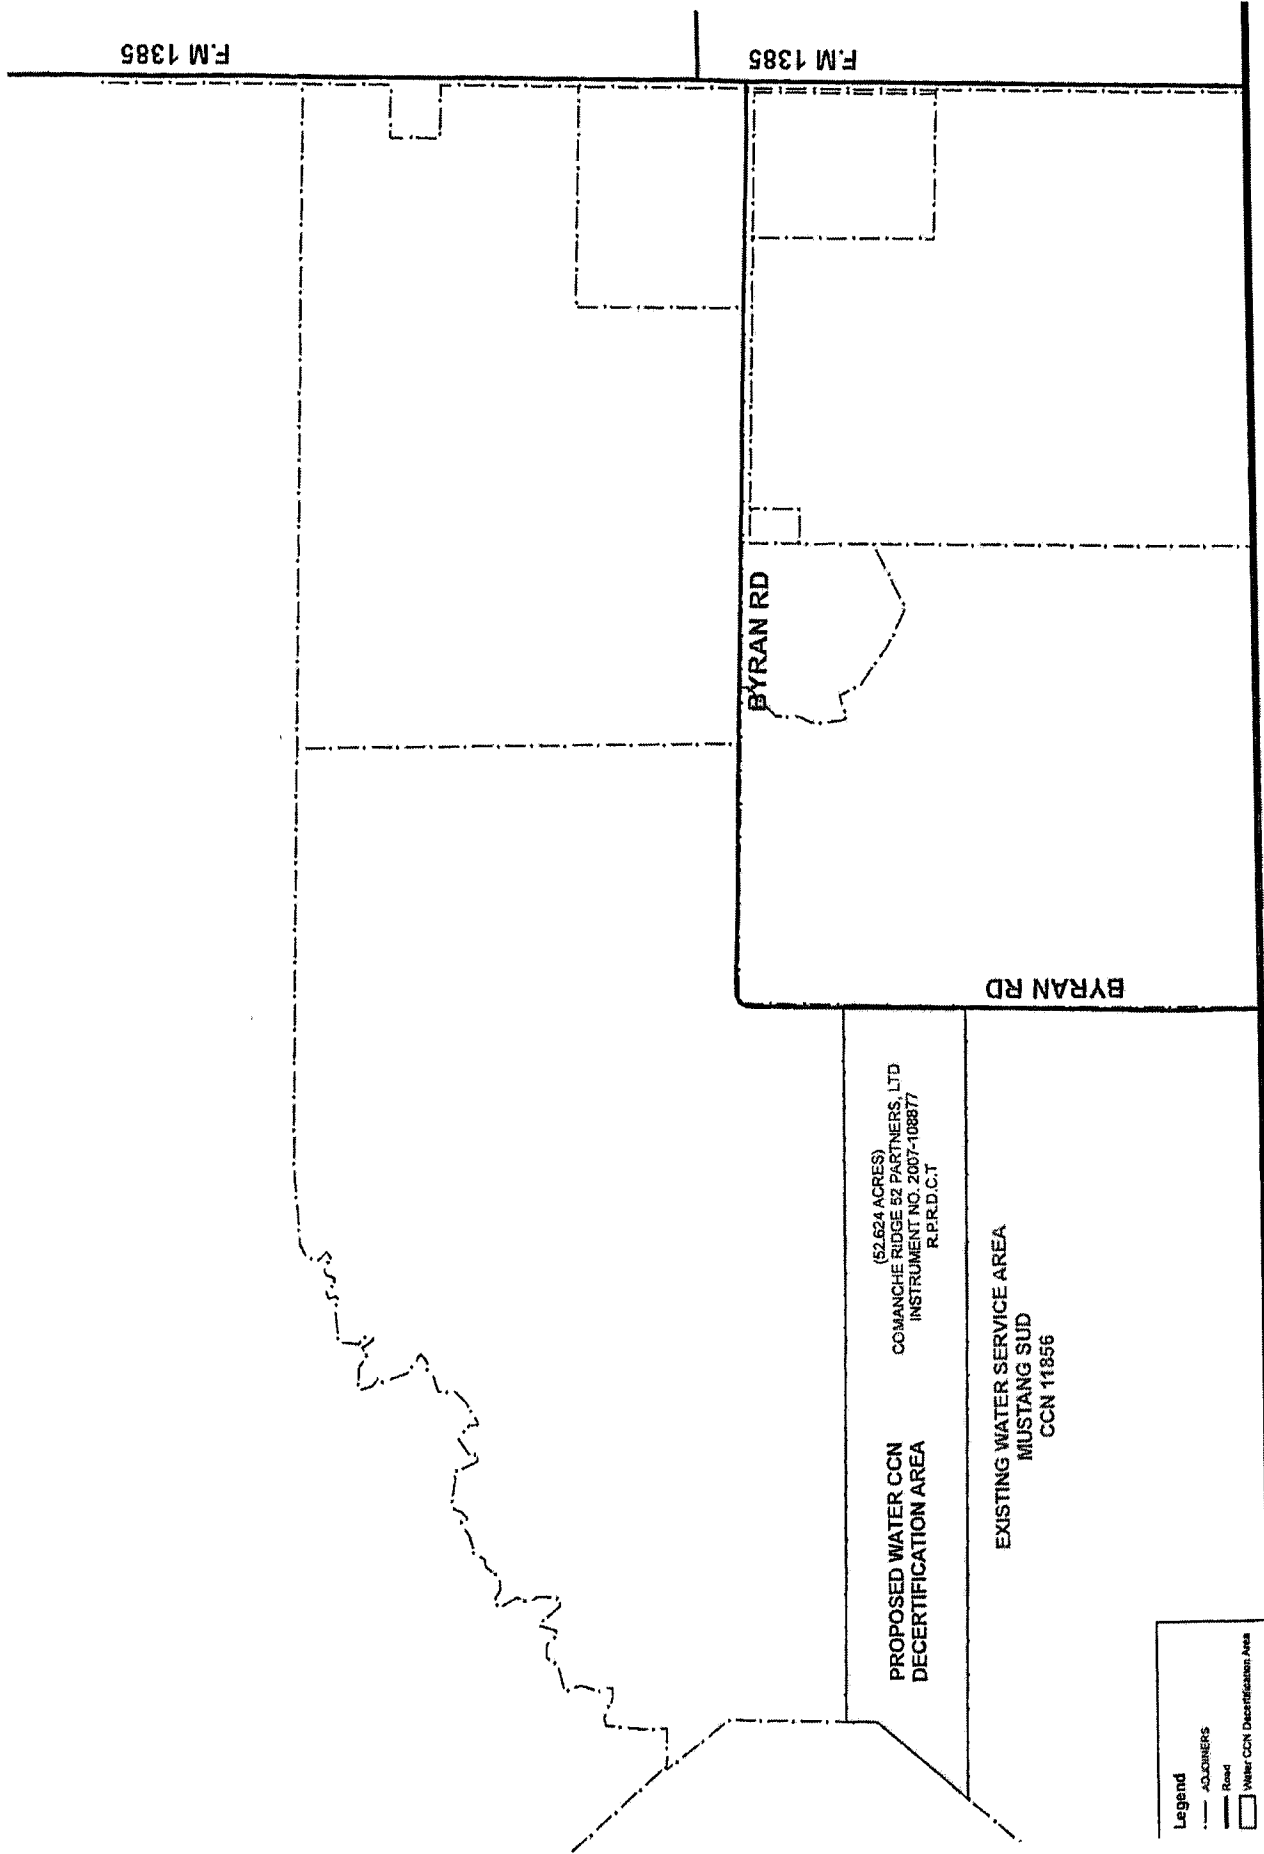 F.M 1385
F.M 1385
BYRAN RD
BYRAN RD
(52.624 ACRES)
COMANCHE RIDGE 52 PARTNERS, LTD
INSTRUMENT NO. 2007-108877
R.P.R.D.C.T
PROPOSED WATER CCN
DECERTIFICATION AREA
EXISTING WATER SERVICE AREA
MUSTANG SUD
CCN 11856
Legend
ADJOINERS
Road
Water CCN Decertification Area